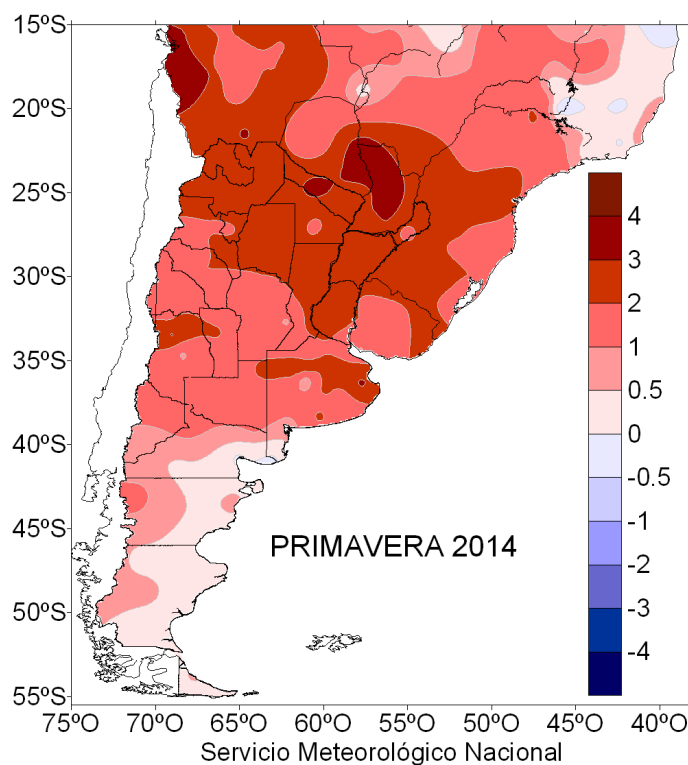 15ºS
20ºS
25ºS
30ºS
35ºS
40ºS
45ºS
50ºS
55ºS
4
3
2
1
0.5
0
-0.5
-1
-2
-3
-4
PRIMAVERA 2014
75ºO 70ºO 65ºO 60ºO 55ºO 50ºO 45ºO 40ºO
Servicio Meteorológico Nacional